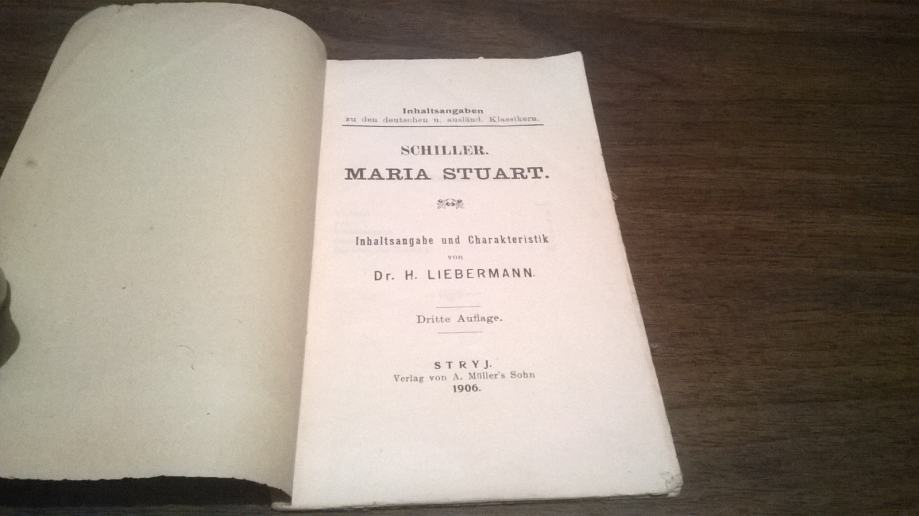 Inhaltsangaben
zu den deutschen u. ausländ. Klassikern.
SCHILLER.
MARIA STUART.
Inhaltsangabe und Charakteristik
von
Dr. H. LIEBERMANN.
Dritte Auflage.
STRYJ.
Verlag von A. Müller's Sohn
1906.